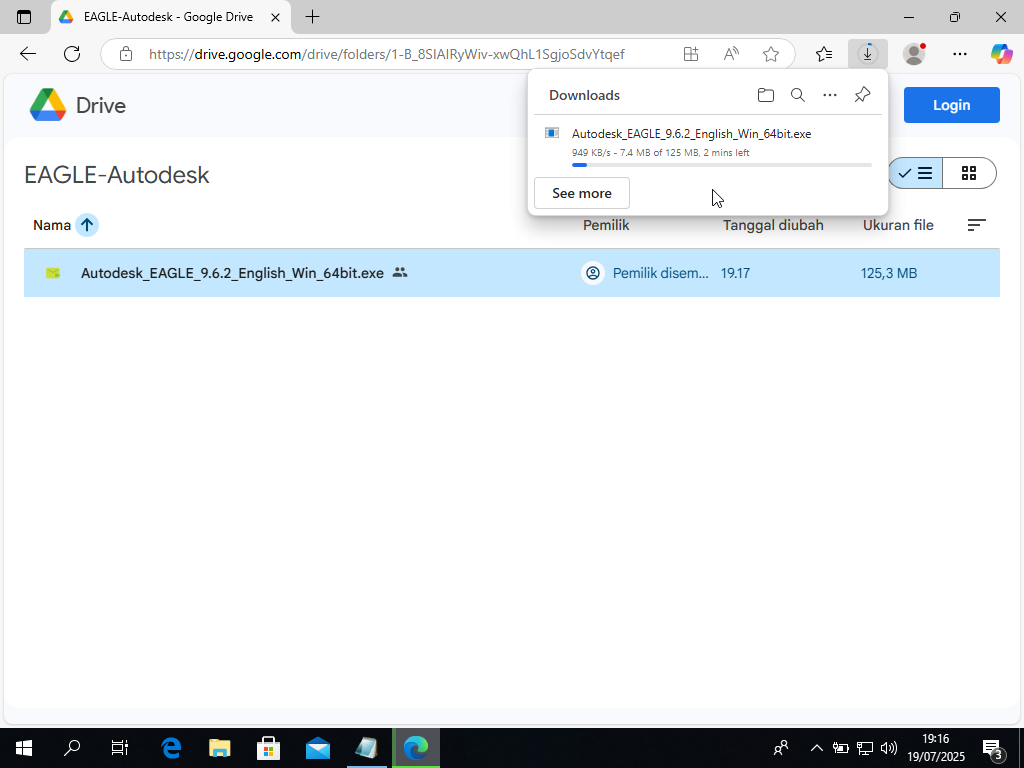 EAGLE-Autodesk - Google Drive
https://drive.google.com/drive/folders/1-B_8SIAIRyWiv-xwQhL1SgjoSdvYtqef
Drive
Login
Downloads
Autodesk_EAGLE_9.6.2_English_Win_64bit.exe
949 KB/s - 7.4 MB of 125 MB, 2 mins left
See more
EAGLE-Autodesk
Nama Pemilik Tanggal diubah Ukuran file
Autodesk_EAGLE_9.6.2_English_Win_64bit.exe Pemilik disem... 19.17 125,3 MB
19:16
19/07/2025
3